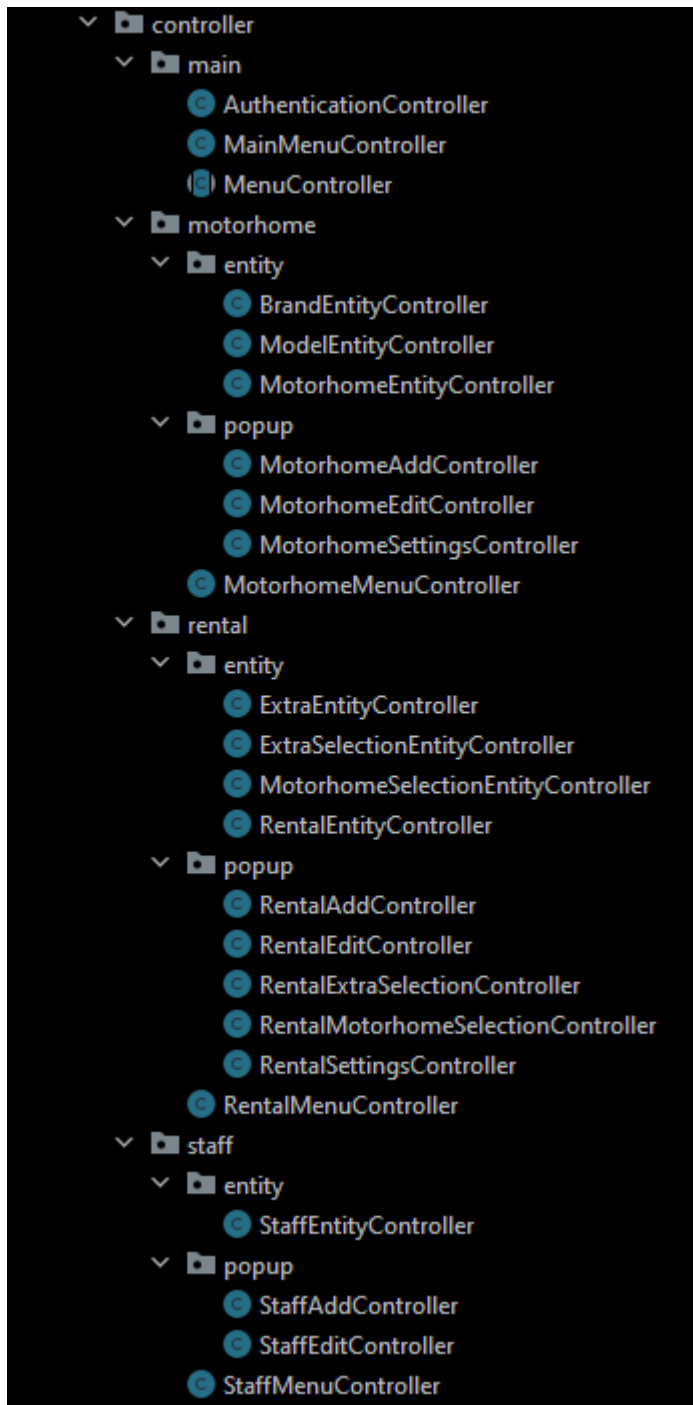 controller
main
AuthenticationController
MainMenuController
MenuController
motorhome
entity
BrandEntityController
ModelEntityController
MotorhomeEntityController
popup
MotorhomeAddController
MotorhomeEditController
MotorhomeSettingsController
MotorhomeMenuController
rental
entity
ExtraEntityController
ExtraSelectionEntityController
MotorhomeSelectionEntityController
RentalEntityController
popup
RentalAddController
RentalEditController
RentalExtraSelectionController
RentalMotorhomeSelectionController
RentalSettingsController
RentalMenuController
staff
entity
StaffEntityController
popup
StaffAddController
StaffEditController
StaffMenuController